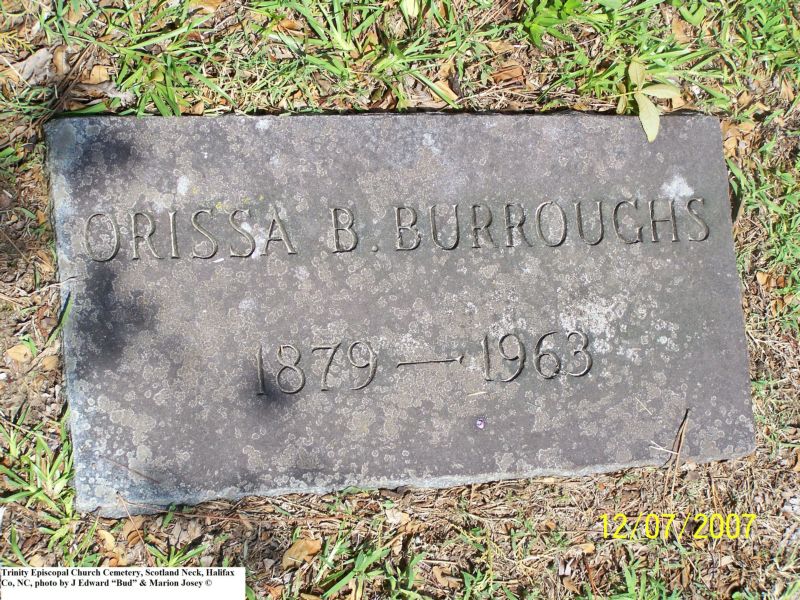 ORISSA B. BURROUGHS
1879 — 1963
12/07/2007
Trinity Episcopal Church Cemetery, Scotland Neck, Halifax
Co, NC, photo by J Edward “Bud” & Marion Josey ©